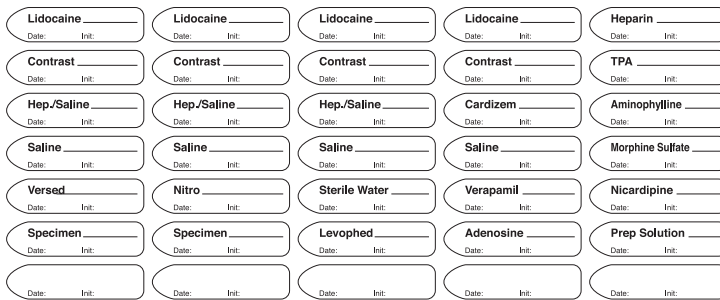 Lidocaine Lidocaine Lidocaine Lidocaine Heparin
Date: Init: Date: Init: Date: Init: Date: Init: Date: Init:
Contrast Contrast Contrast Contrast TPA
Date: Init: Date: Init: Date: Init: Date: Init: Date: Init:
Hep./Saline Hep./Saline Hep./Saline Cardizem Aminophylline
Date: Init: Date: Init: Date: Init: Date: Init: Date: Init:
Saline Saline Saline Saline Morphine Sulfate
Date: Init: Date: Init: Date: Init: Date: Init: Date: Init:
Versed Nitro Sterile Water Verapamil Nicardipine
Date: Init: Date: Init: Date: Init: Date: Init: Date: Init:
Specimen Specimen Levophed Adenosine Prep Solution
Date: Init: Date: Init: Date: Init: Date: Init: Date: Init:
Date: Init: Date: Init: Date: Init: Date: Init: Date: Init: